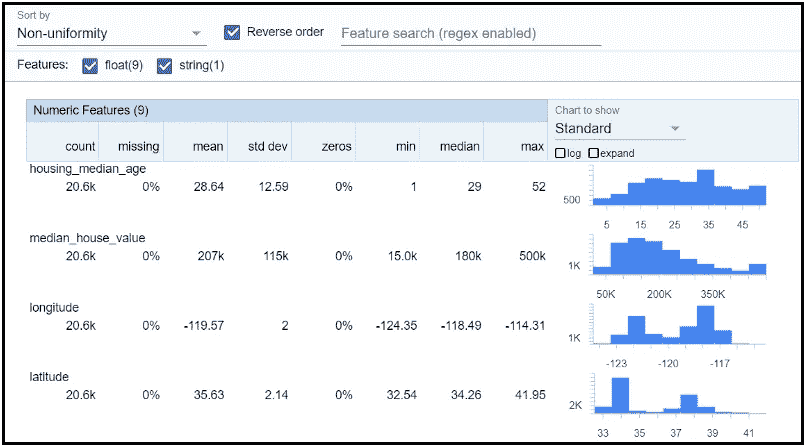 Sort by
Non-uniformity
Reverse order
Feature search (regex enabled)
Features: float(9) string(1)
Numeric Features (9)
Chart to show
Standard
count missing mean std dev zeros min median max
log expand
housing_median_age
20.6k 0% 28.64 12.59 0% 1 29 52
500
5 15 25 35 45
median_house_value
20.6k 0% 207k 115k 0% 15.0k 180k 500k
1K
50K 200K 350K
longitude
20.6k 0% -119.57 2 0% -124.35 -118.49 -114.31
1K
-123 -120 -117
latitude
20.6k 0% 35.63 2.14 0% 32.54 34.26 41.95
2K
33 35 37 39 41